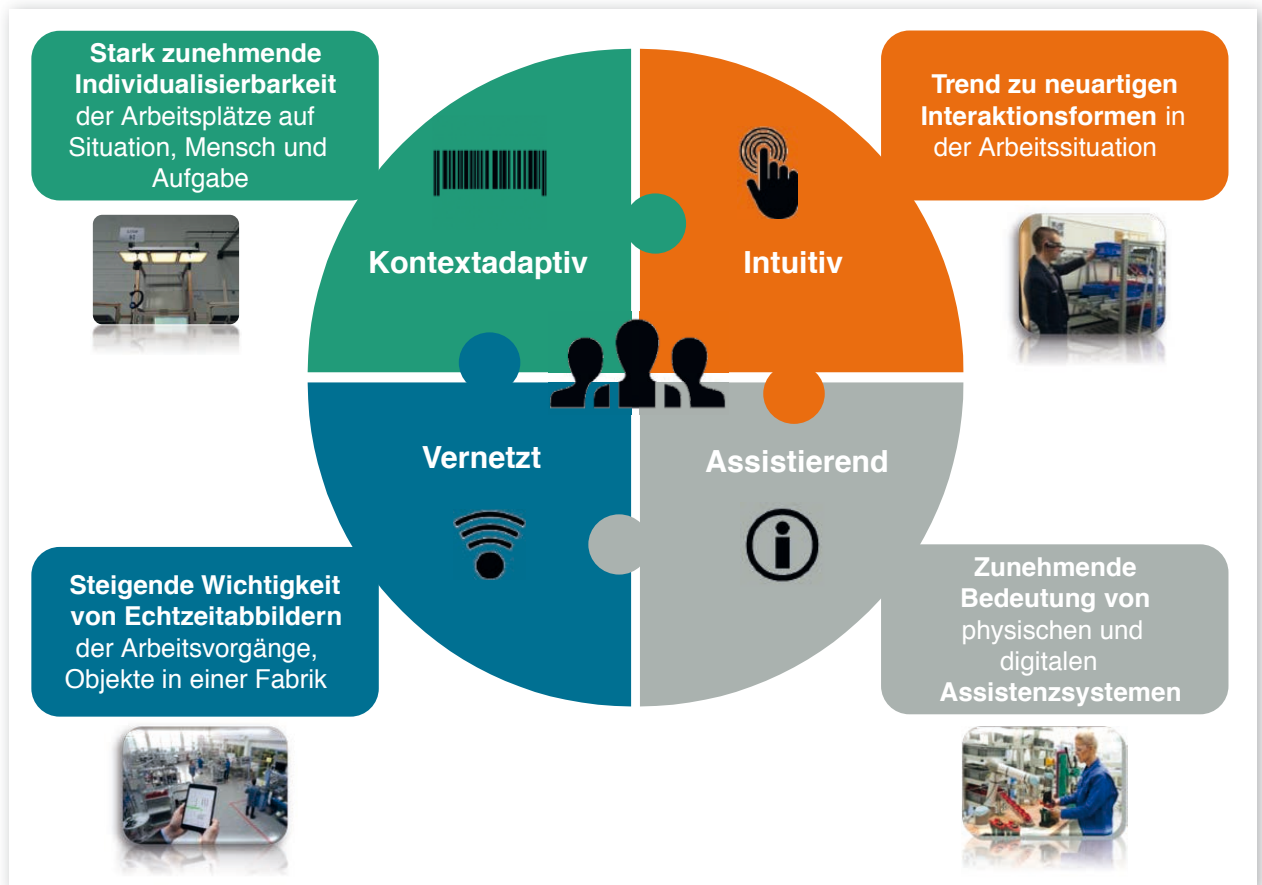 Stark zunehmende
Individualisierbarkeit
der Arbeitsplätze auf
Situation, Mensch und
Aufgabe
Trend zu neuartigen
Interaktionsformen in
der Arbeitssituation
Kontextadaptiv
Intuitiv
Vernetzt
Assistierend
Steigende Wichtigkeit
von Echtzeitabbildern
der Arbeitsvorgänge,
Objekte in einer Fabrik
Zunehmende
Bedeutung von
physischen und
digitalen
Assistenzsystemen